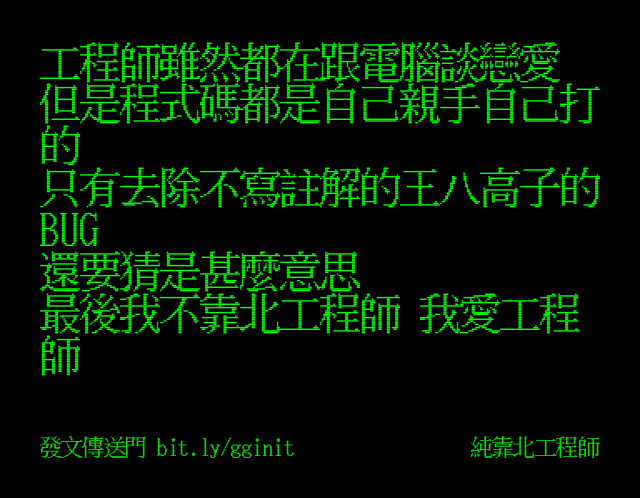 工程師雖然都在跟電腦談戀愛
但是程式碼都是自己親手自己打
的
只有去除不寫註解的王八高子的
BUG
還要猜是甚麼意思
最後我不靠北工程師 我愛工程
師
發文傳送門 bit.ly/gginit
純靠北工程師